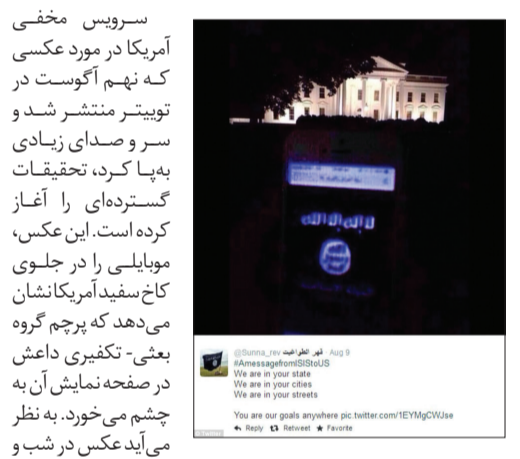 سرویس مخفی
آمریکا در مورد عکسی
که نهم آگوست در
توییتر منتشر شد و
سر و صدای زیادی
به‌پا کرد، تحقیقات
گسترده‌ای را آغاز
کرده است. این عکس،
موبایلی را در جلوی
کاخ سفید آمریکا نشان
می‌دهد که پرچم گروه
بعثی- تکفیری داعش
در صفحه نمایش آن به
چشم می‌خورد. به نظر
می‌آید عکس در شب و
@Sunna_rev قهر الطواغيت · Aug 9
#AmessagefromISIStoUS
We are in your state
We are in your cities
We are in your streets
You are our goals anywhere pic.twitter.com/1EYMgCWJse
Reply Retweet Favorite